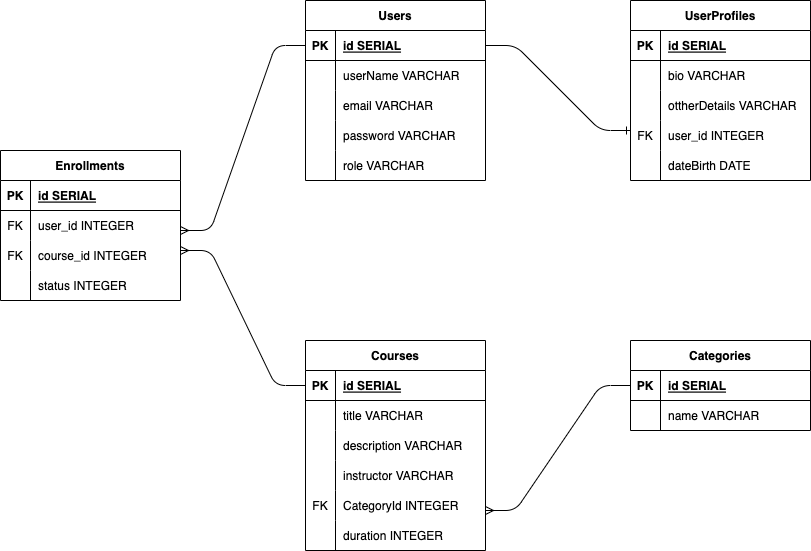 Users
PK id SERIAL
userName VARCHAR
email VARCHAR
password VARCHAR
role VARCHAR
UserProfiles
PK id SERIAL
bio VARCHAR
ottherDetails VARCHAR
FK user_id INTEGER
dateBirth DATE
Enrollments
PK id SERIAL
FK user_id INTEGER
FK course_id INTEGER
status INTEGER
Courses
PK id SERIAL
title VARCHAR
description VARCHAR
instructor VARCHAR
FK CategoryId INTEGER
duration INTEGER
Categories
PK id SERIAL
name VARCHAR